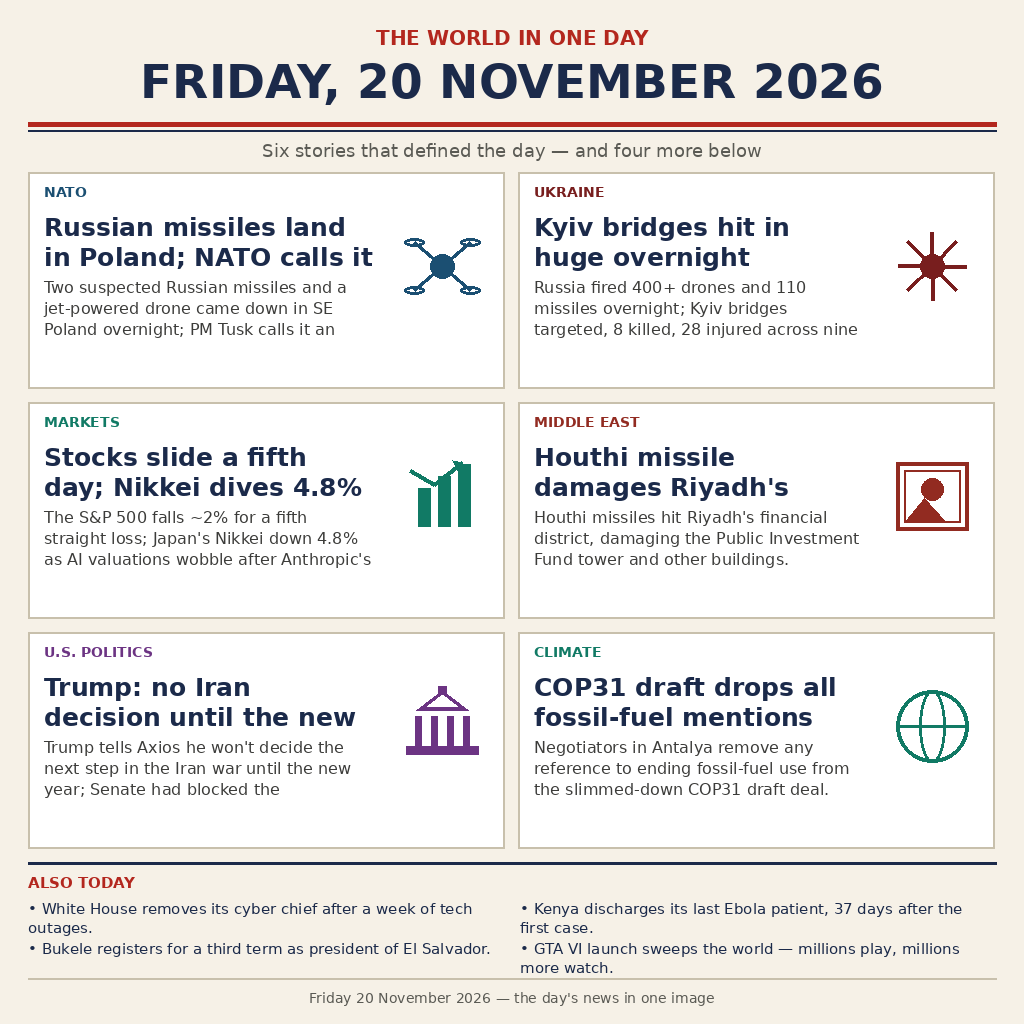 THE WORLD IN ONE DAY
FRIDAY, 20 NOVEMBER 2026
Six stories that defined the day — and four more below
NATO
Russian missiles land
in Poland; NATO calls it
Two suspected Russian missiles and a
jet-powered drone came down in SE
Poland overnight; PM Tusk calls it an
UKRAINE
Kyiv bridges hit in
huge overnight
Russia fired 400+ drones and 110
missiles overnight; Kyiv bridges
targeted, 8 killed, 28 injured across nine
MARKETS
Stocks slide a fifth
day; Nikkei dives 4.8%
The S&P 500 falls ~2% for a fifth
straight loss; Japan's Nikkei down 4.8%
as AI valuations wobble after Anthropic's
MIDDLE EAST
Houthi missile
damages Riyadh's
Houthi missiles hit Riyadh's financial
district, damaging the Public Investment
Fund tower and other buildings.
U.S. POLITICS
Trump: no Iran
decision until the new
Trump tells Axios he won't decide the
next step in the Iran war until the new
year; Senate had blocked the
CLIMATE
COP31 draft drops all
fossil-fuel mentions
Negotiators in Antalya remove any
reference to ending fossil-fuel use from
the slimmed-down COP31 draft deal.
ALSO TODAY
• White House removes its cyber chief after a week of tech
outages.
• Bukele registers for a third term as president of El Salvador.
• Kenya discharges its last Ebola patient, 37 days after the
first case.
• GTA VI launch sweeps the world — millions play, millions
more watch.
Friday 20 November 2026 — the day's news in one image